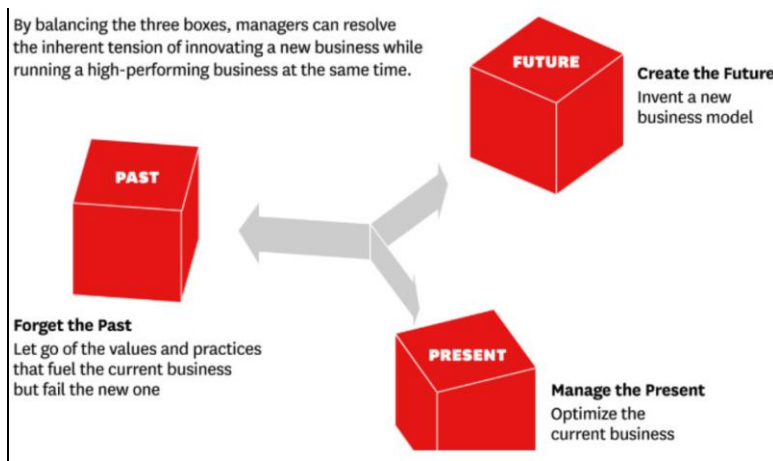 By balancing the three boxes, managers can resolve
the inherent tension of innovating a new business while
running a high-performing business at the same time.
FUTURE
Create the Future
Invent a new
business model
PAST
Forget the Past
Let go of the values and practices
that fuel the current business
but fail the new one
PRESENT
Manage the Present
Optimize the
current business